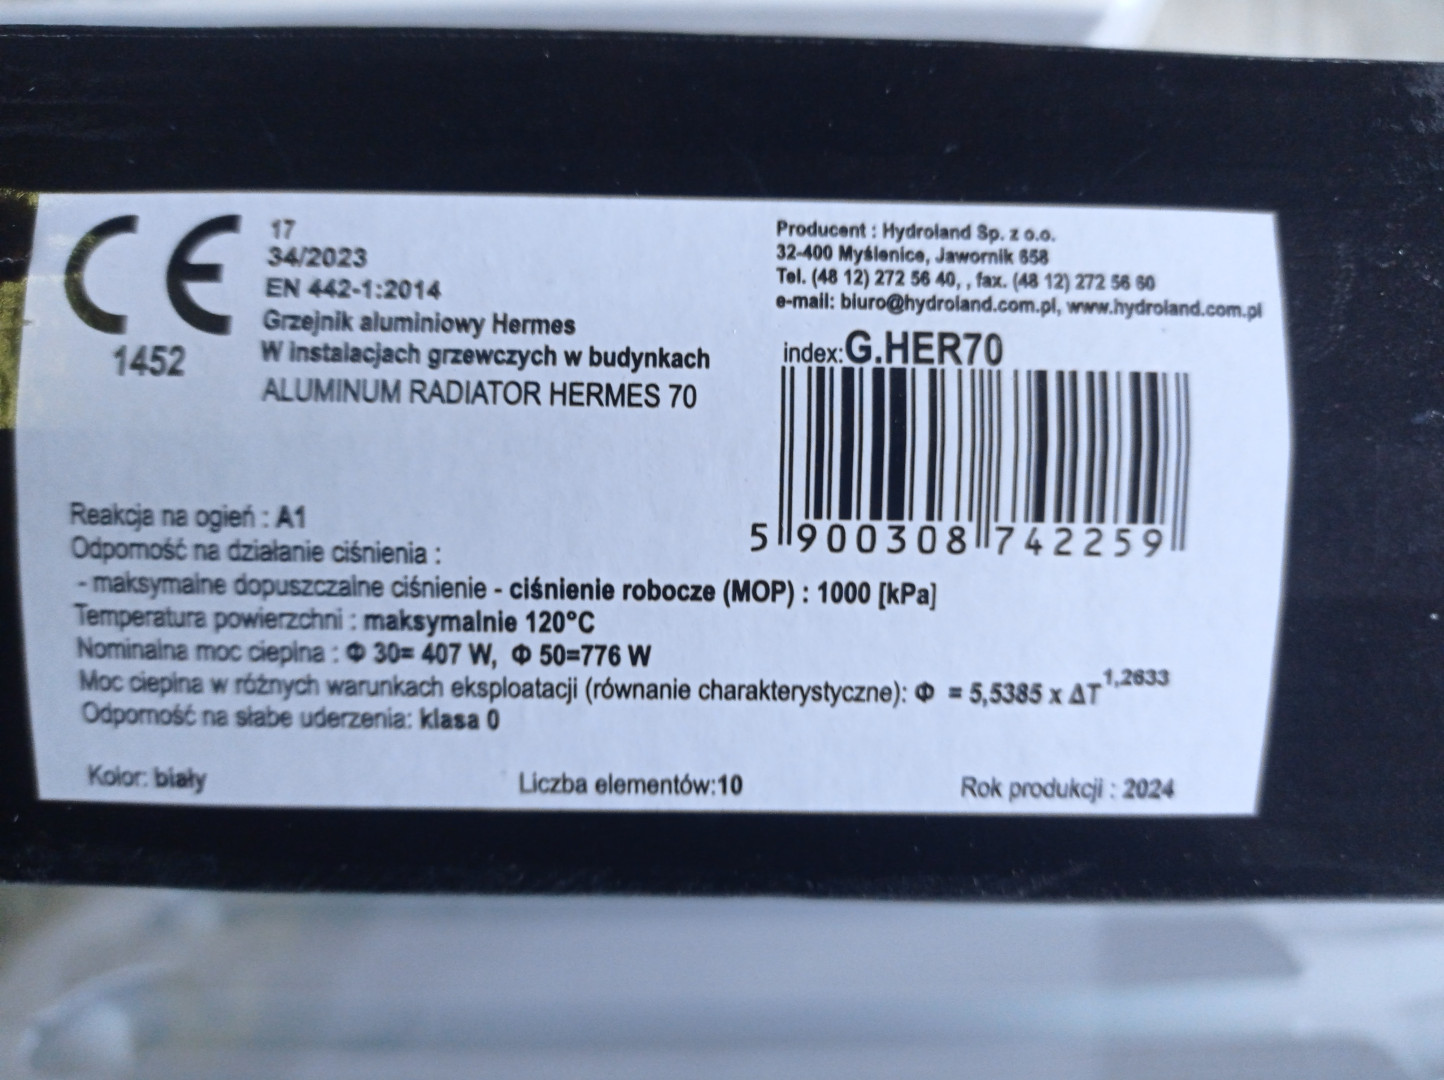 CE
1452
17
34/2023
EN 442-1:2014
Grzejnik aluminiowy Hermes
W instalacjach grzewczych w budynkach
ALUMINUM RADIATOR HERMES 70
Producent : Hydroland Sp. z o.o.
32-400 Myślenice, Jawornik 658
Tel. (48 12) 272 56 40, , fax. (48 12) 272 56 60
e-mail: biuro@hydroland.com.pl, www.hydroland.com.pl
index:G.HER70
5 900308 742259
Reakcja na ogień : A1
Odporność na działanie ciśnienia :
- maksymalne dopuszczalne ciśnienie - ciśnienie robocze (MOP) : 1000 [kPa]
Temperatura powierzchni : maksymalnie 120°C
Nominalna moc cieplna : Φ 30= 407 W, Φ 50=776 W
Moc cieplna w różnych warunkach eksploatacji (równanie charakterystyczne): Φ = 5,5385 x ΔT^1,2633
Odporność na słabe uderzenia: klasa 0
Kolor: biały Liczba elementów:10 Rok produkcji : 2024